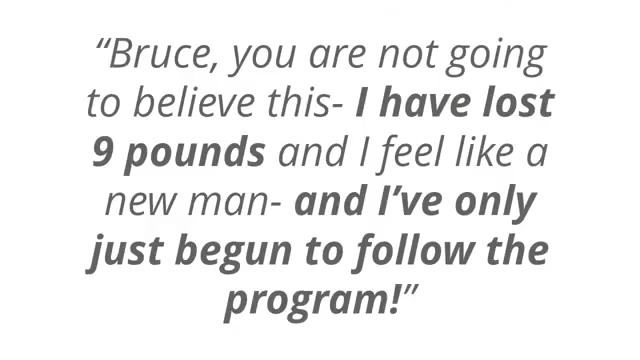 “Bruce, you are not going
to believe this- I have lost
9 pounds and I feel like a
new man- and I’ve only
just begun to follow the
program!”